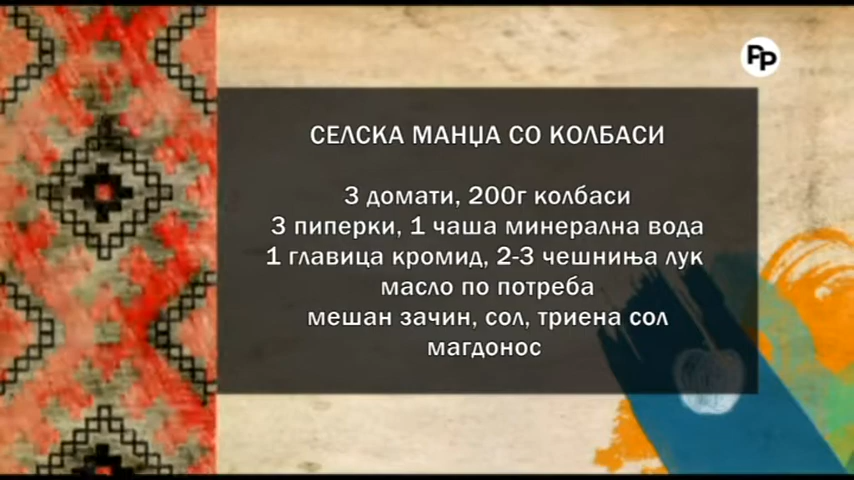 PP
СЕЛСКА МАНЏА СО КОЛБАСИ
3 домати, 200г колбаси
3 пиперки, 1 чаша минерална вода
1 главица кромид, 2-3 чешниња лук
масло по потреба
мешан зачин, сол, триена сол
магдонос